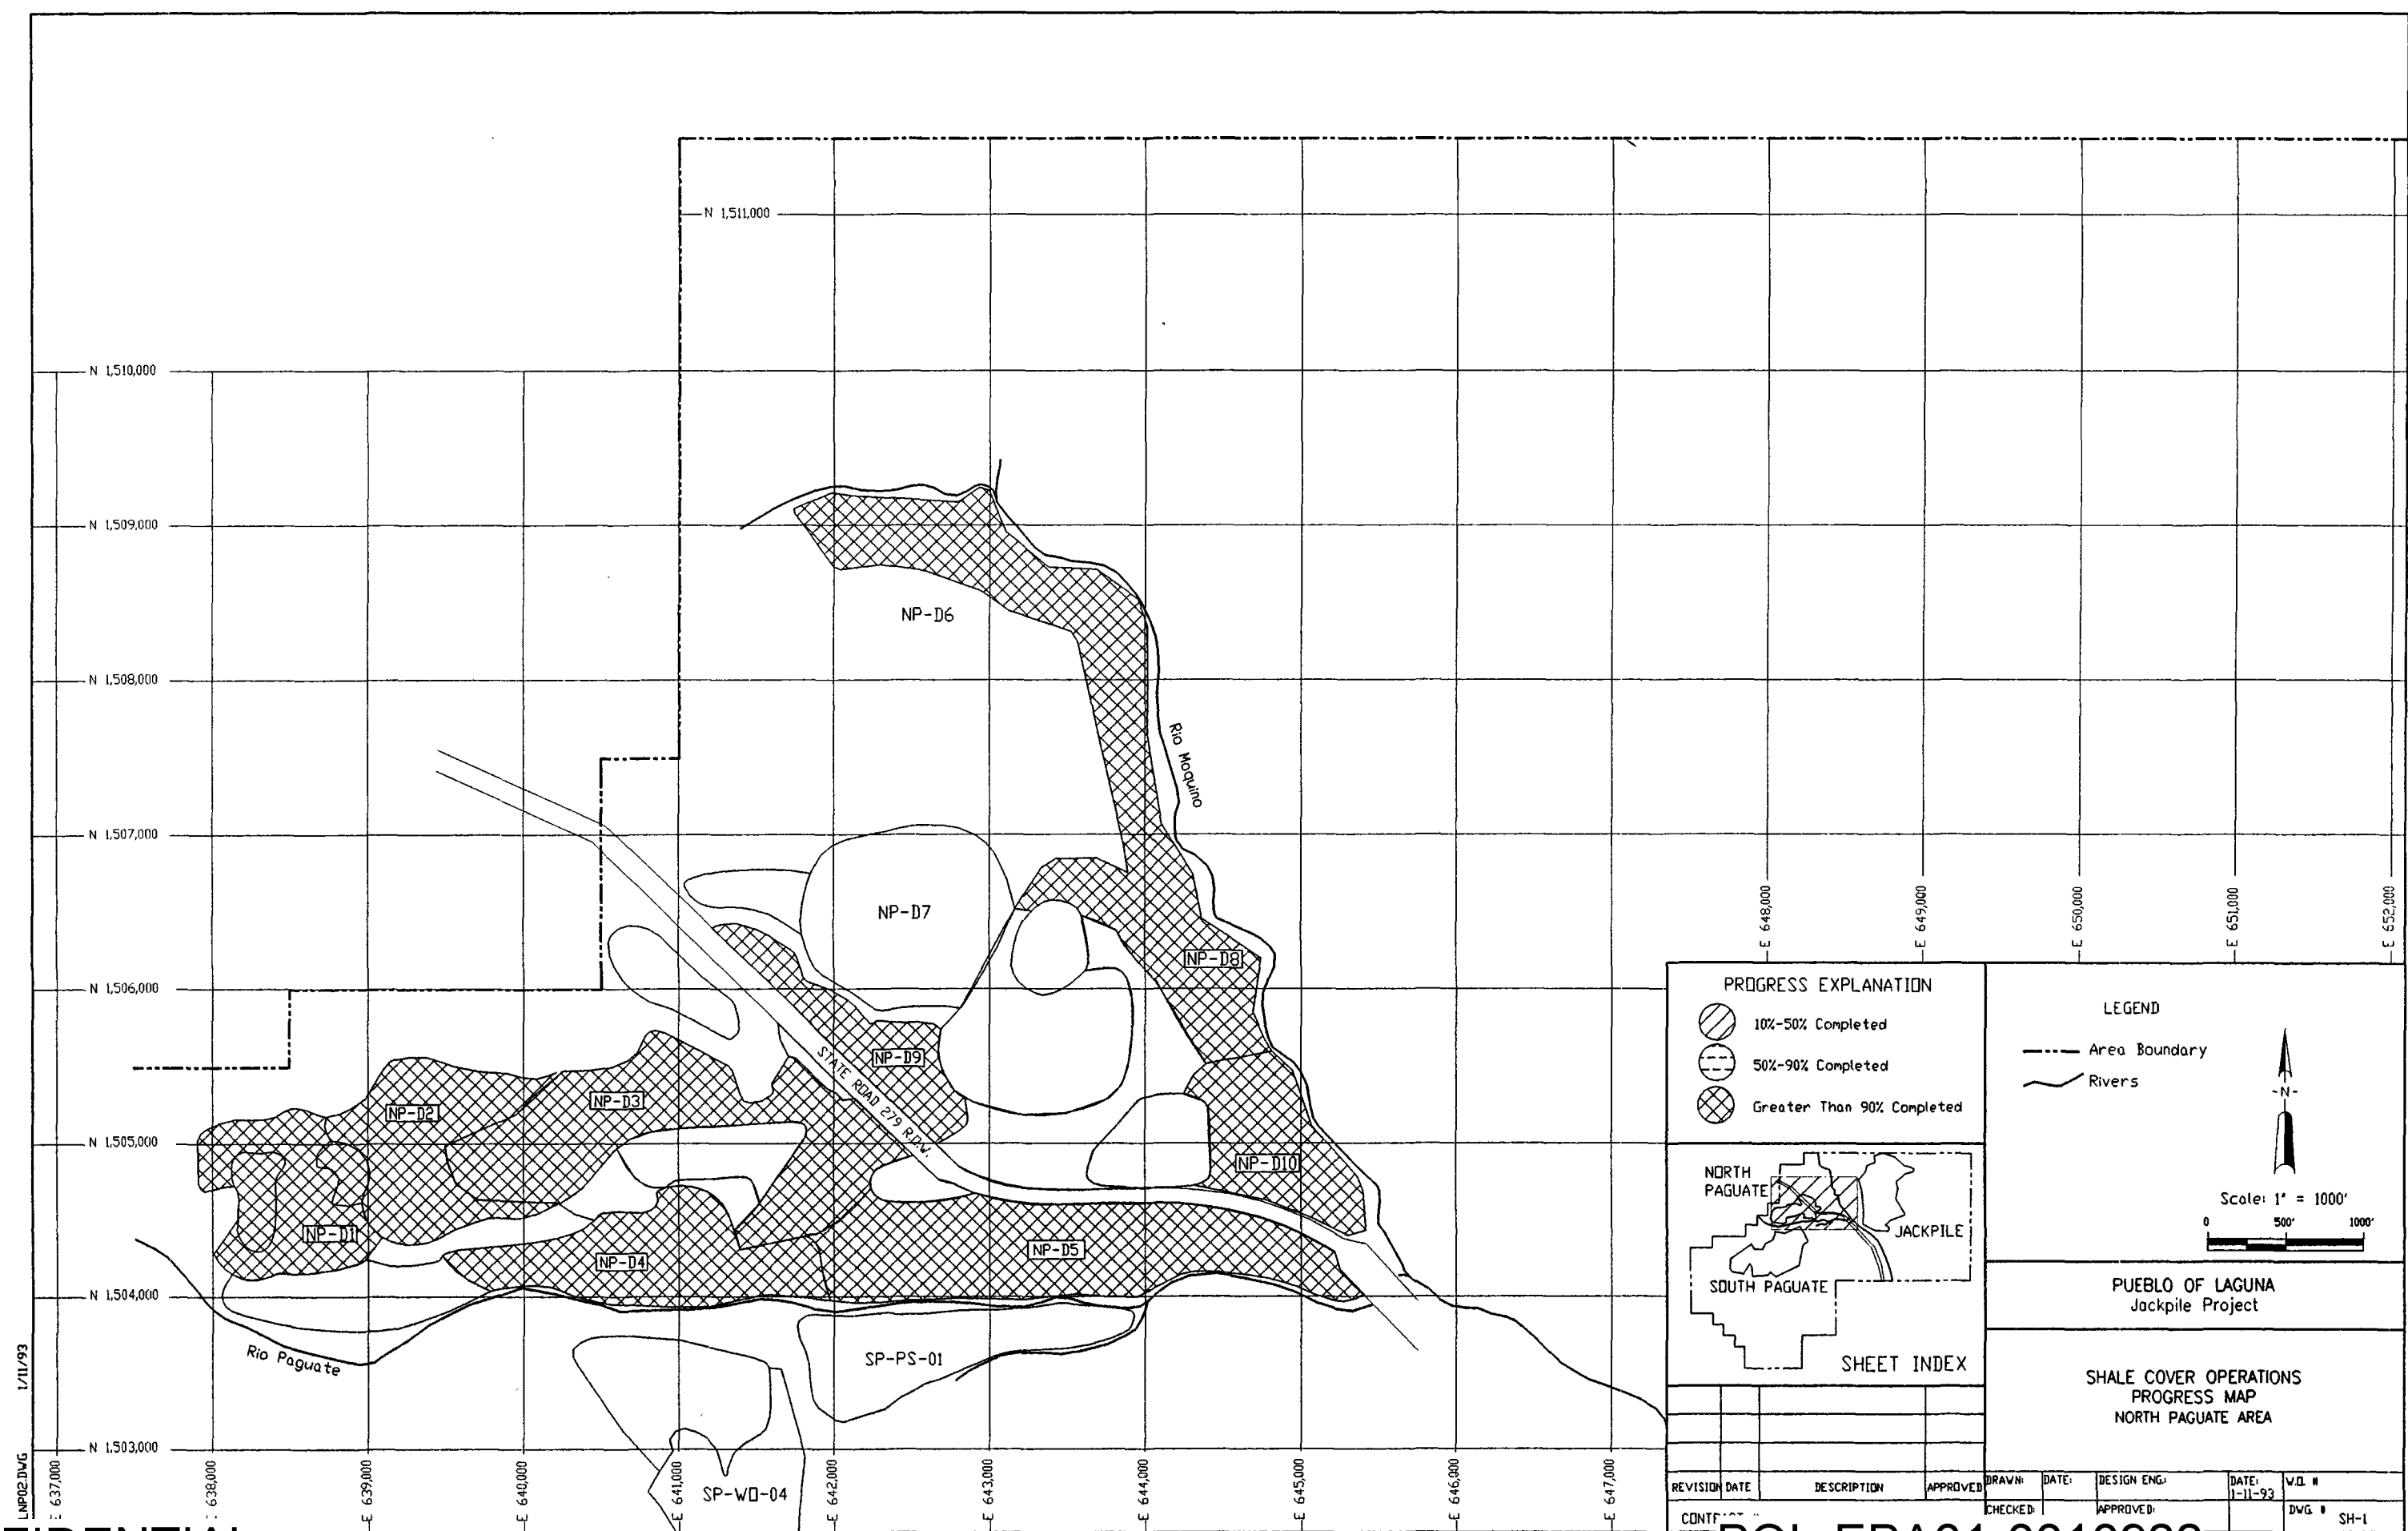 N 1,511,000
N 1,510,000
N 1,509,000
NP-D6
N 1,508,000
Rio Moquino
N 1,507,000
NP-D7
E 648,000
E 649,000
E 650,000
E 651,000
E 652,000
NP-D8
N 1,506,000
NP-D9
STATE ROAD 279 R.O.W.
NP-D2
NP-D3
N 1,505,000
NP-D10
NP-D1
NP-D4
NP-D5
N 1,504,000
Rio Paguate
SP-PS-01
N 1,503,000
SP-WD-04
E 637,000
638,000
E 639,000
E 640,000
E 641,000
E 642,000
E 643,000
E 644,000
E 645,000
E 646,000
E 647,000
LNP02.DWG 1/11/93
PROGRESS EXPLANATION
10%-50% Completed
50%-90% Completed
Greater Than 90% Completed
LEGEND
Area Boundary
Rivers
-N-
Scale: 1" = 1000'
0 500' 1000'
NORTH
PAGUATE
JACKPILE
SOUTH PAGUATE
SHEET INDEX
PUEBLO OF LAGUNA
Jackpile Project
SHALE COVER OPERATIONS
PROGRESS MAP
NORTH PAGUATE AREA
REVISION DATE DESCRIPTION APPROVED
DRAWN: DATE: DESIGN ENG.: DATE: W.O. #
1-11-93
CHECKED: APPROVED: DWG. #
SH-1